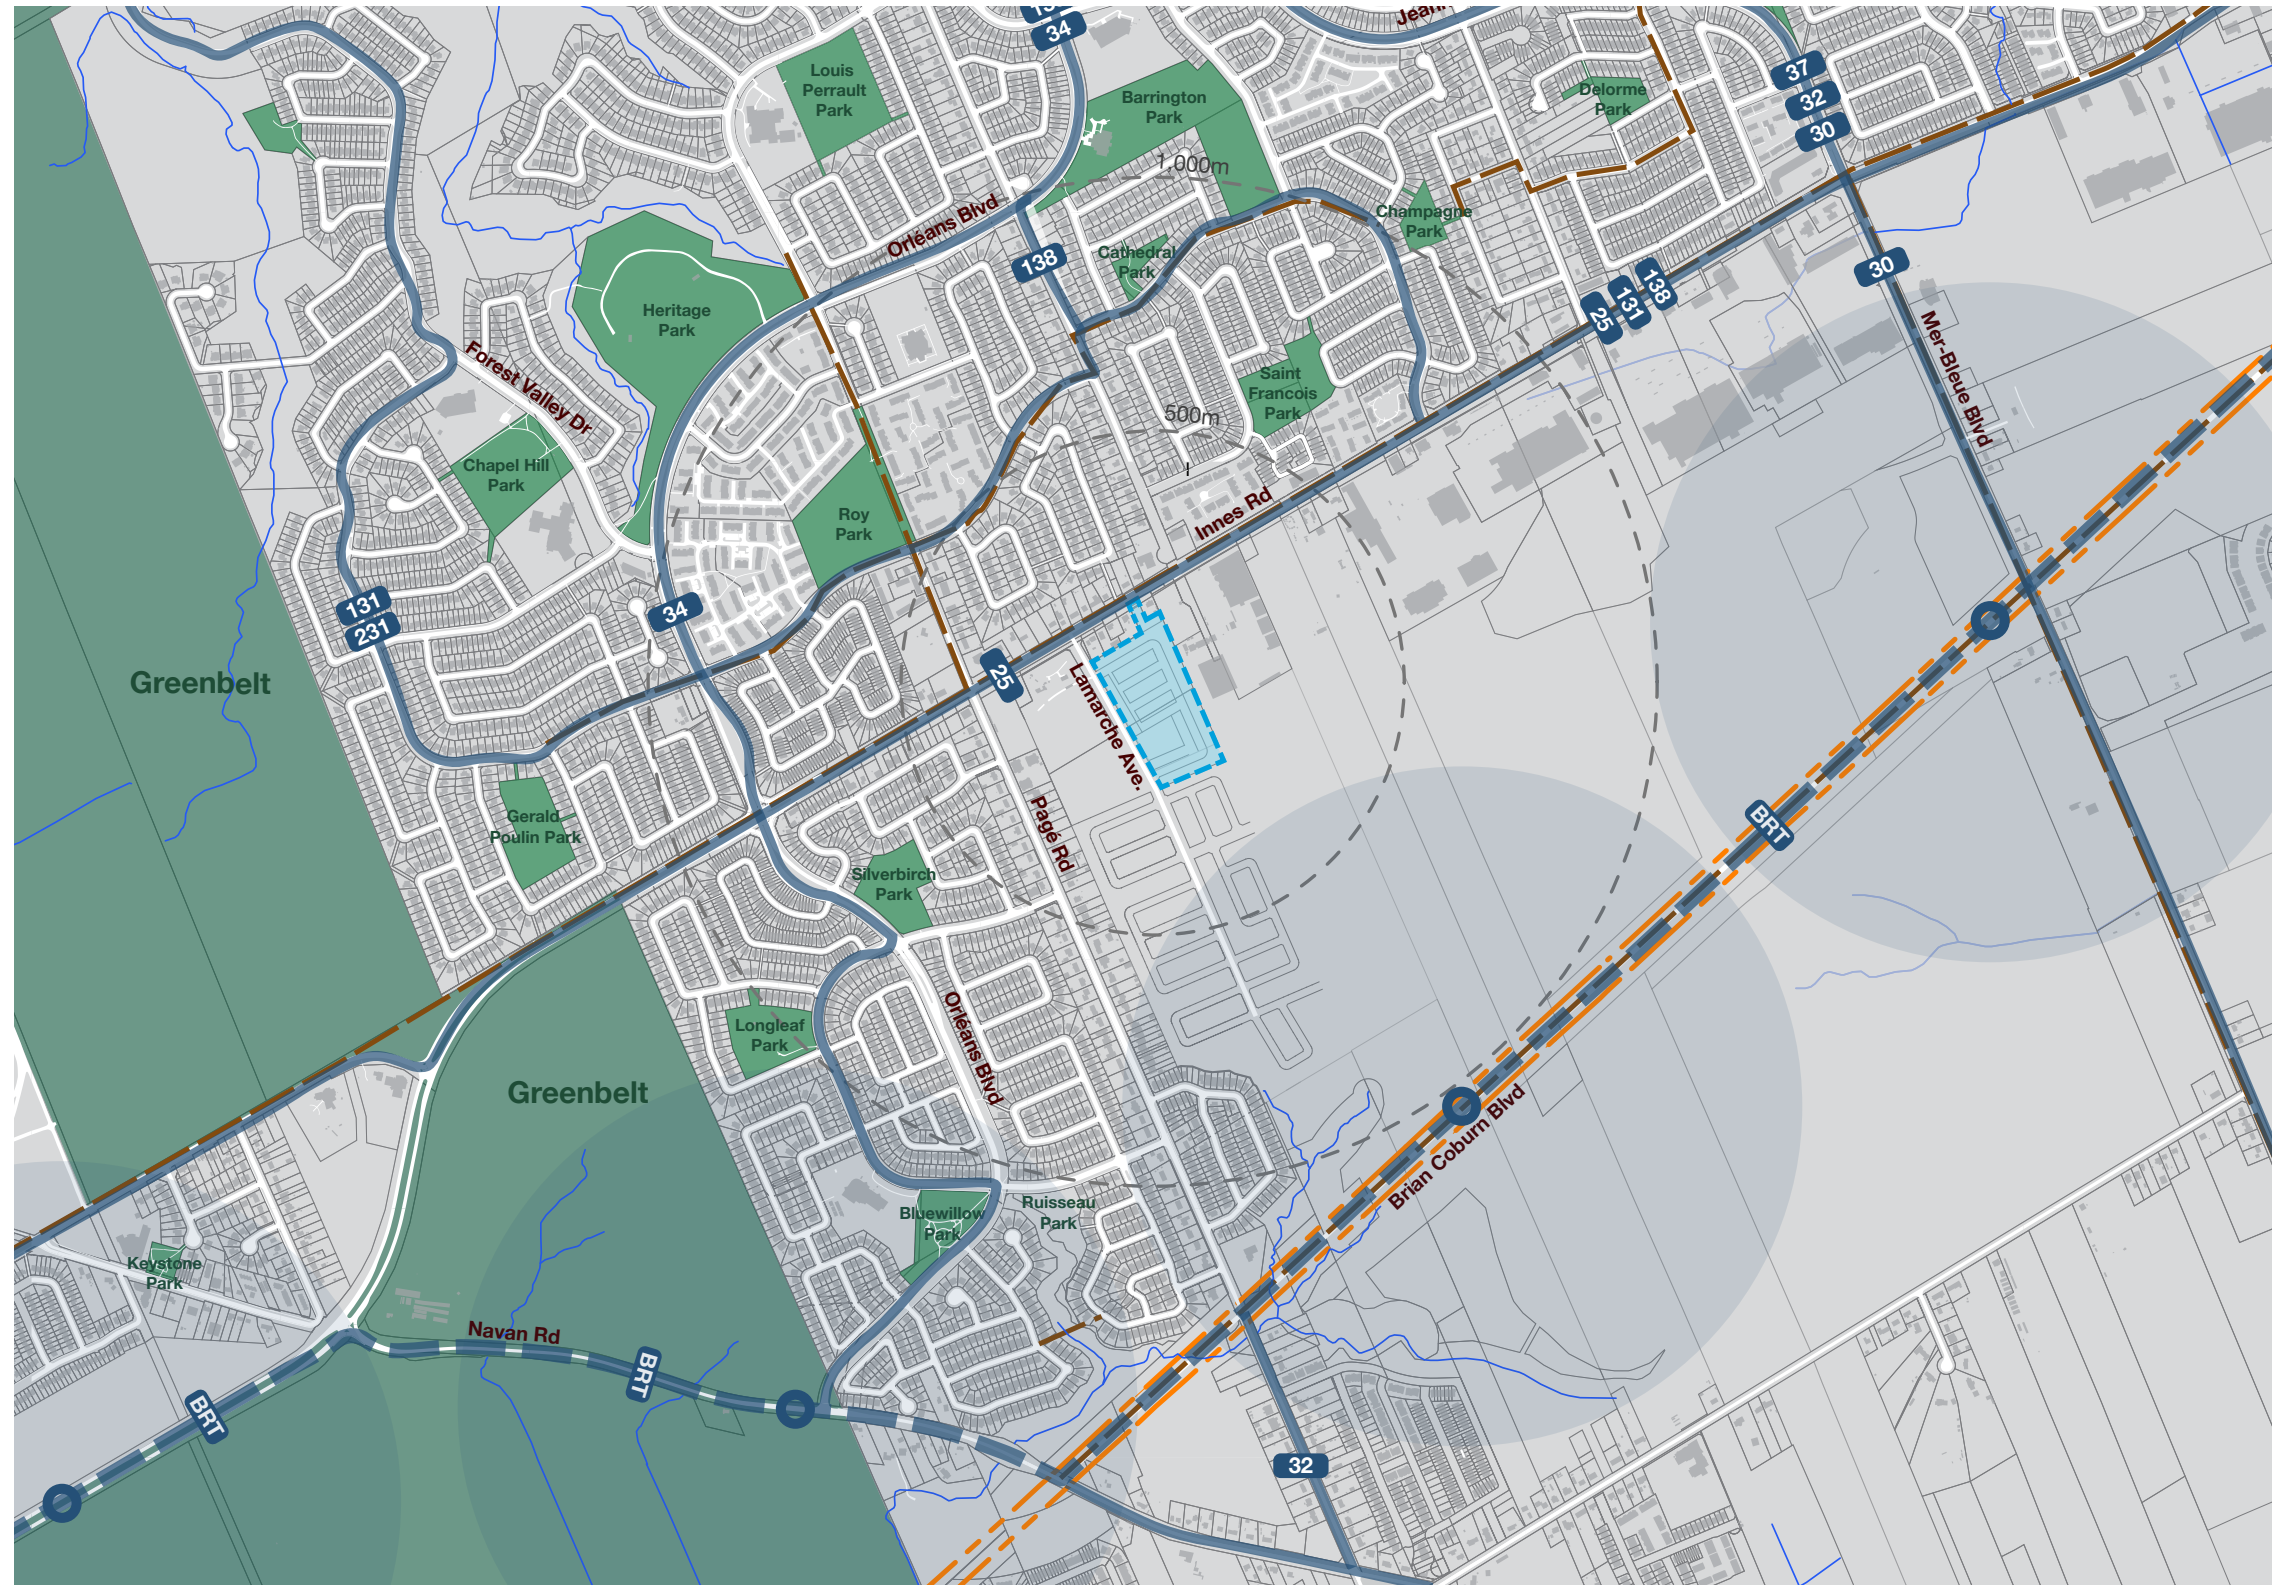 34
Jeann
Louis
Perrault
Park
Barrington
Park
Delorme
Park
37
32
30
1,000m
Orléans Blvd
138
Cathedral
Park
Champagne
Park
30
Heritage
Park
25
131
138
Mer-Bleue Blvd
Forest Valley Dr
Saint
Francois
Park
500m
Chapel Hill
Park
Roy
Park
Innes Rd
131
231
34
25
Greenbelt
Lamarche Ave.
Gerald
Poulin Park
Pagé Rd
BRT
Silverbirch
Park
Longleaf
Park
Orléans Blvd
Greenbelt
Brian Coburn Blvd
Bluewillow
Park
Ruisseau
Park
Keystone
Park
Navan Rd
BRT
BRT
32